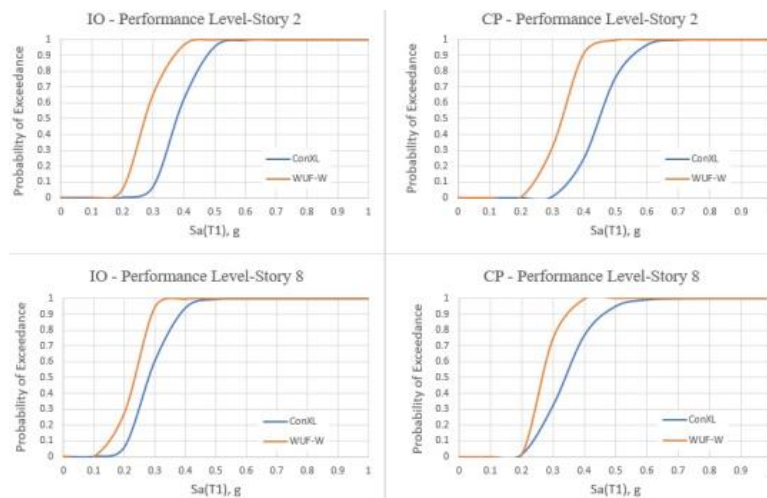 IO - Performance Level-Story 2
Probability of Exceedance
1
0.9
0.8
0.7
0.6
0.5
0.4
0.3
0.2
0.1
0
ConXL
WUF-W
0 0.1 0.2 0.3 0.4 0.5 0.6 0.7 0.8 0.9 1
Sa(T1), g
CP - Performance Level-Story 2
Probability of Exceedance
1
0.9
0.8
0.7
0.6
0.5
0.4
0.3
0.2
0.1
0
ConXL
WUF-W
0 0.1 0.2 0.3 0.4 0.5 0.6 0.7 0.8 0.9
Sa(T1), g
IO - Performance Level-Story 8
Probability of Exceedance
1
0.9
0.8
0.7
0.6
0.5
0.4
0.3
0.2
0.1
0
ConXL
WUF-W
0 0.1 0.2 0.3 0.4 0.5 0.6 0.7 0.8 0.9 1
Sa(T1), g
CP - Performance Level-Story 8
Probability of Exceedance
1
0.9
0.8
0.7
0.6
0.5
0.4
0.3
0.2
0.1
0
ConXL
WUF-W
0 0.1 0.2 0.3 0.4 0.5 0.6 0.7 0.8 0.9
Sa(T1), g